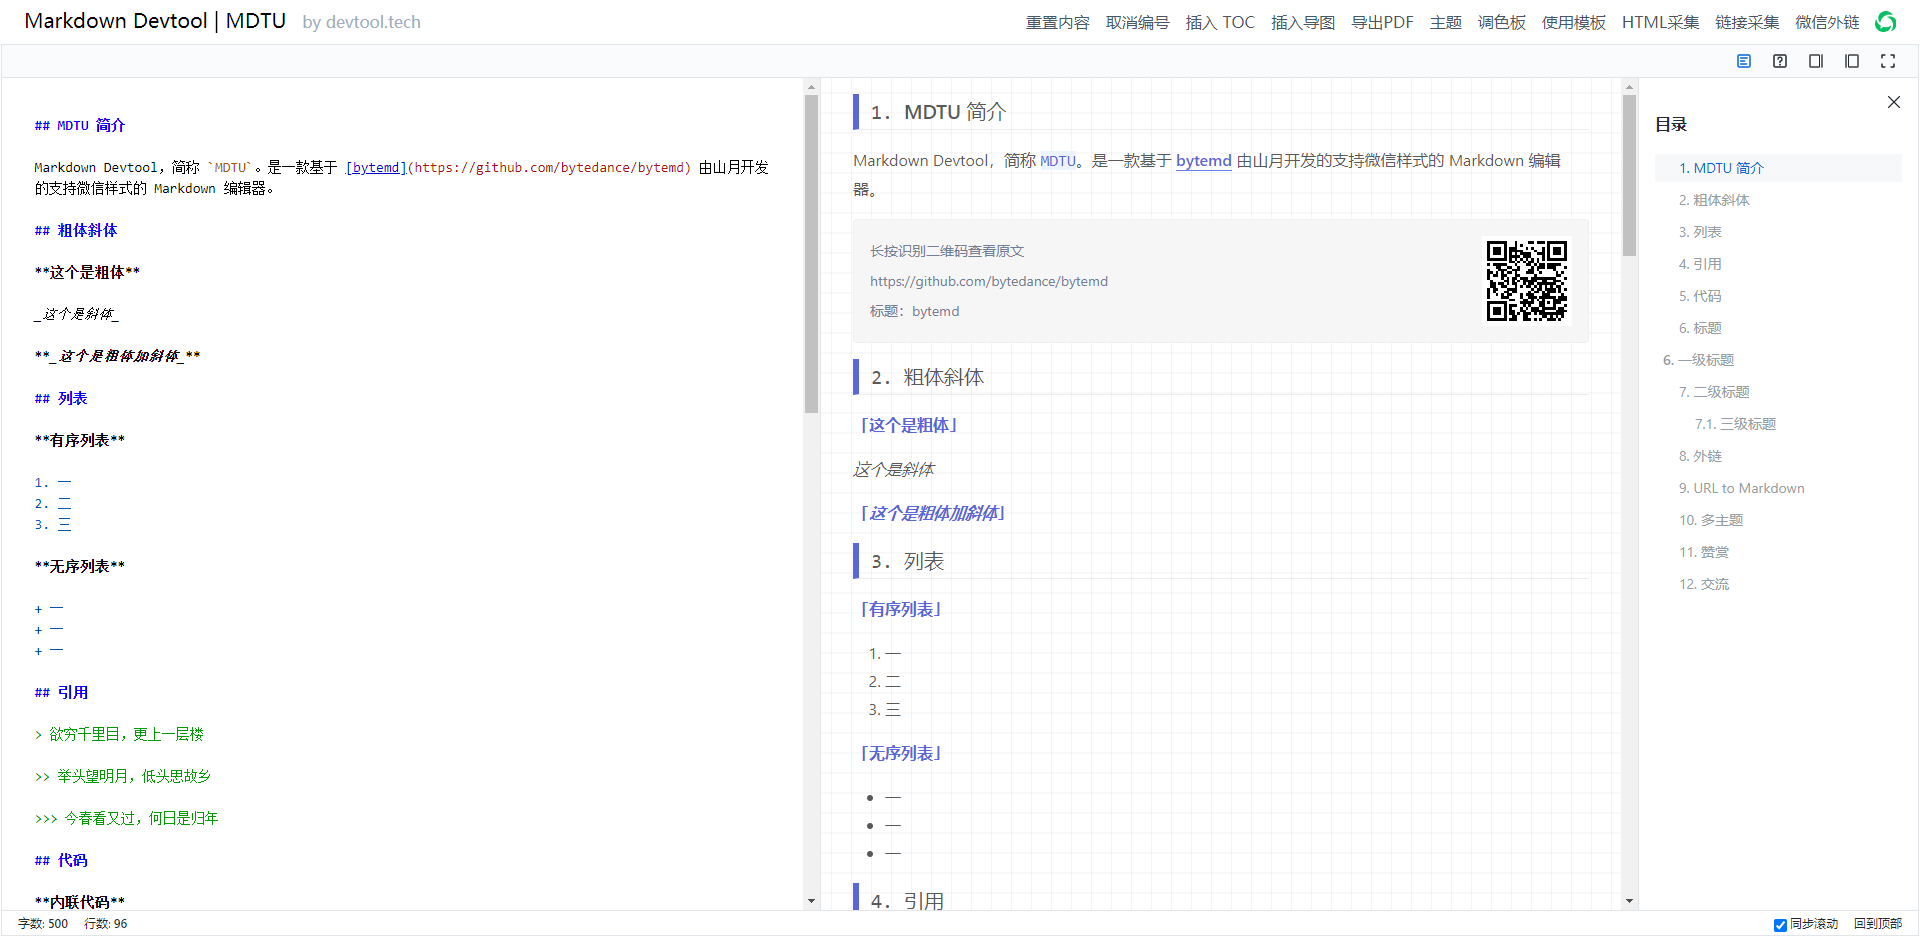 Markdown Devtool | MDTU by devtool.tech
重置内容 取消编号 插入 TOC 插入导图 导出PDF 主题 调色板 使用模板 HTML采集 链接采集 微信外链
## MDTU 简介
Markdown Devtool，简称 `MDTU`。是一款基于 [bytemd](https://github.com/bytedance/bytemd) 由山月开发
的支持微信样式的 Markdown 编辑器。
## 粗体斜体
**这个是粗体**
_这个是斜体_
**_这个是粗体加斜体_**
## 列表
**有序列表**
1. 一
2. 二
3. 三
**无序列表**
+ 一
+ 一
+ 一
## 引用
> 欲穷千里目，更上一层楼
>> 举头望明月，低头思故乡
>>> 今春看又过，何日是归年
## 代码
**内联代码**
1. MDTU 简介
Markdown Devtool，简称 MDTU。是一款基于 bytemd 由山月开发的支持微信样式的 Markdown 编辑
器。
长按识别二维码查看原文
https://github.com/bytedance/bytemd
标题：bytemd
2. 粗体斜体
「这个是粗体」
这个是斜体
「这个是粗体加斜体」
3. 列表
「有序列表」
1. 一
2. 二
3. 三
「无序列表」
• 一
• 一
• 一
4. 引用
目录
1. MDTU 简介
2. 粗体斜体
3. 列表
4. 引用
5. 代码
6. 标题
6. 一级标题
7. 二级标题
7.1. 三级标题
8. 外链
9. URL to Markdown
10. 多主题
11. 赞赏
12. 交流
字数: 500 行数: 96
同步滚动 回到顶部